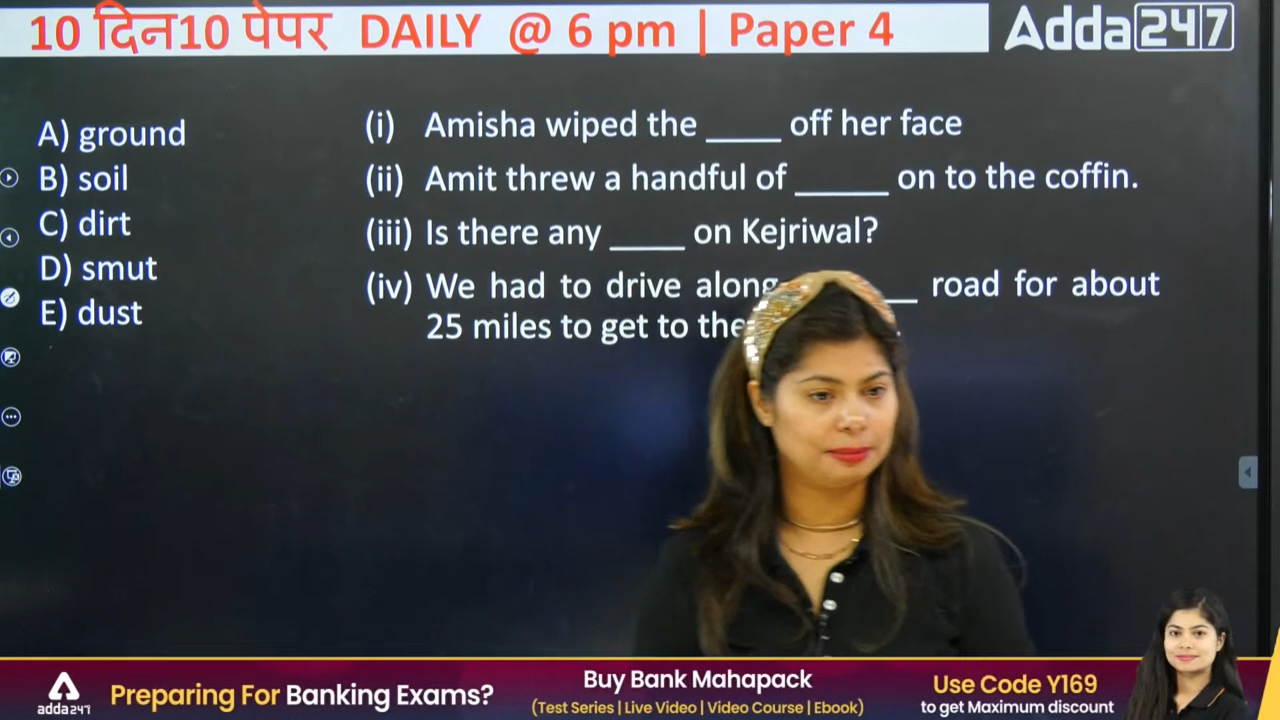 10 दिन10 पेपर DAILY @ 6 pm | Paper 4
Adda247
A) ground
B) soil
C) dirt
D) smut
E) dust
(i) Amisha wiped the ____ off her face
(ii) Amit threw a handful of _____ on to the coffin.
(iii) Is there any ____ on Kejriwal?
(iv) We had to drive along __ road for about
25 miles to get to the
adda247
Preparing For Banking Exams?
Buy Bank Mahapack
(Test Series | Live Video | Video Course | Ebook)
Use Code Y169
to get Maximum discount